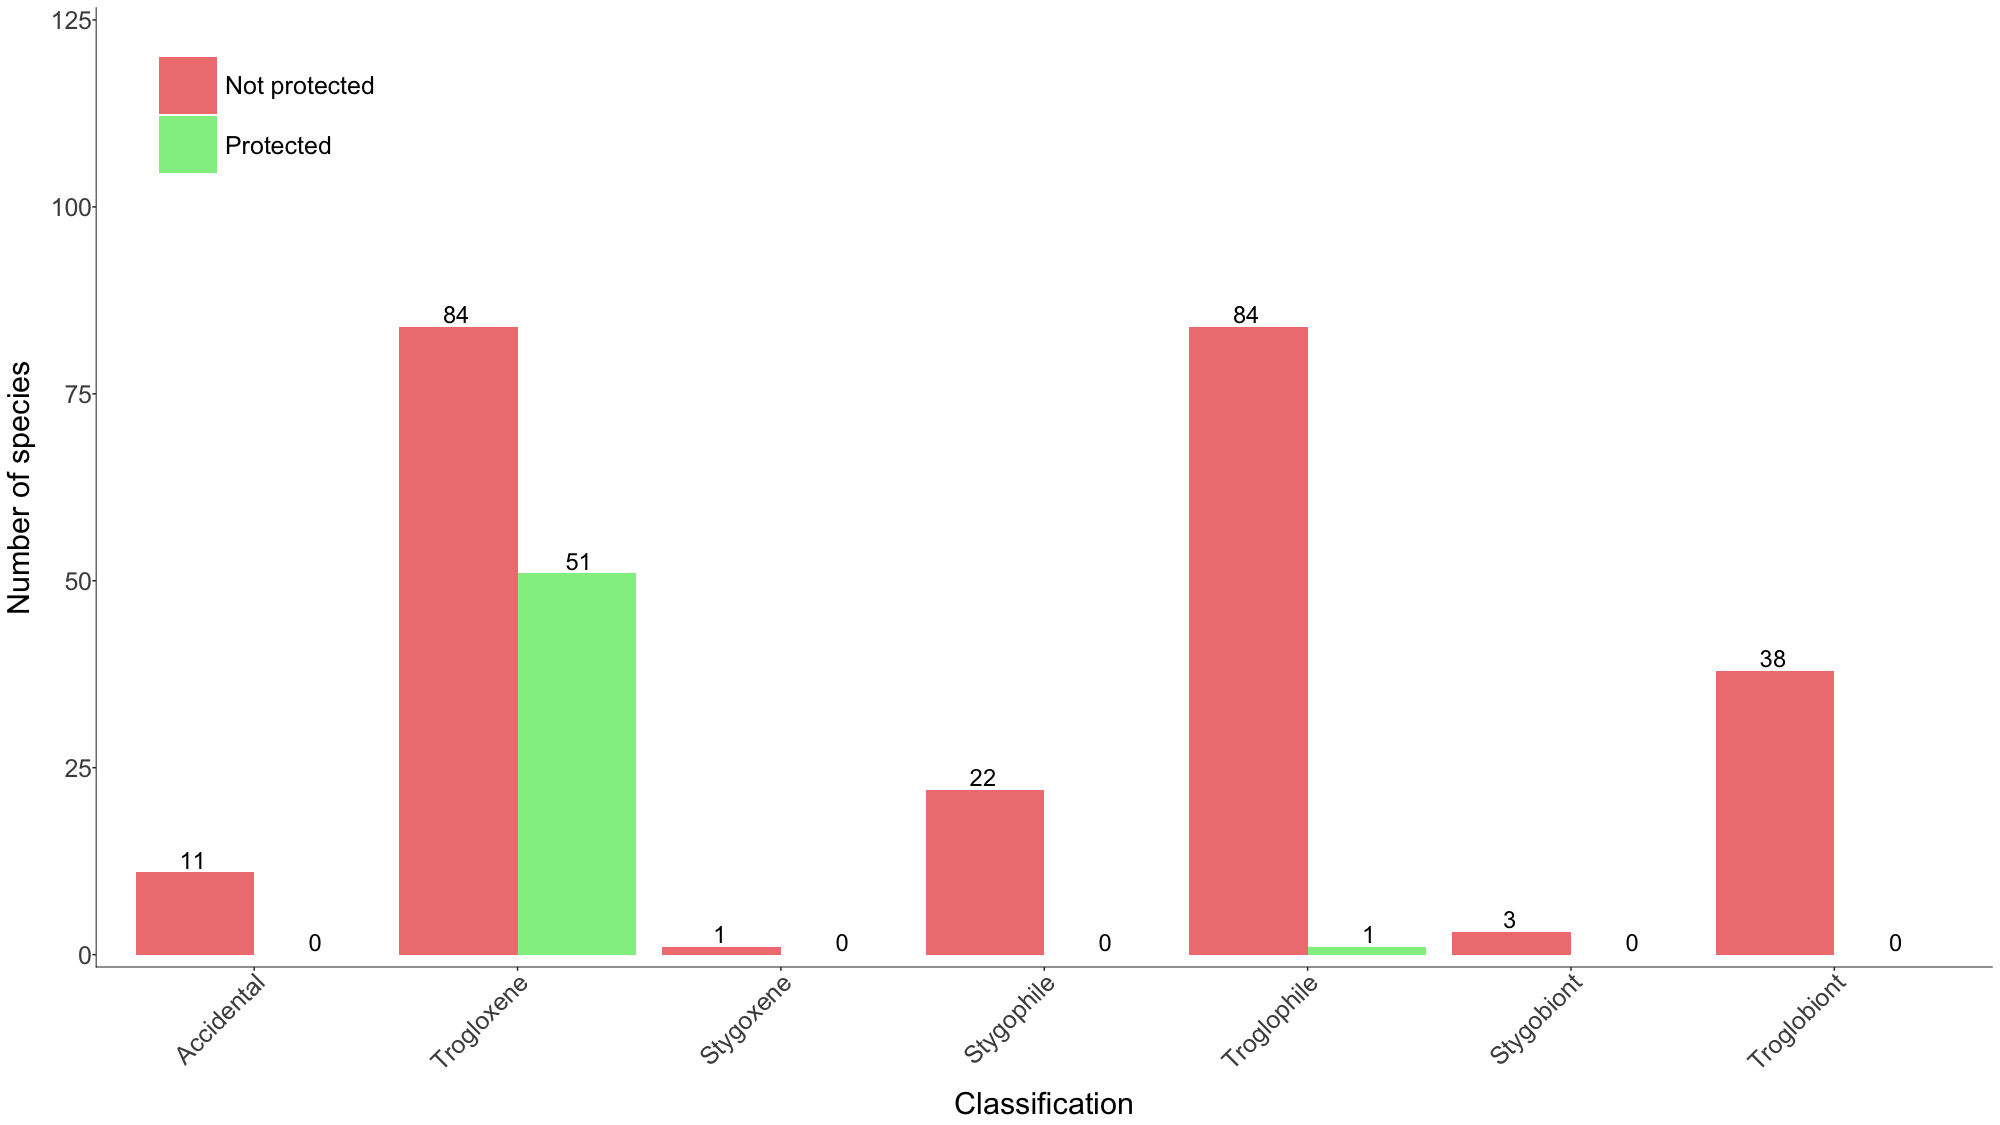 125
100
75
50
25
0
Number of species
Not protected
Protected
11
0
84
51
1
0
22
0
84
1
3
0
38
0
Accidental
Trogloxene
Stygoxene
Stygophile
Troglophile
Stygobiont
Troglobiont
Classification